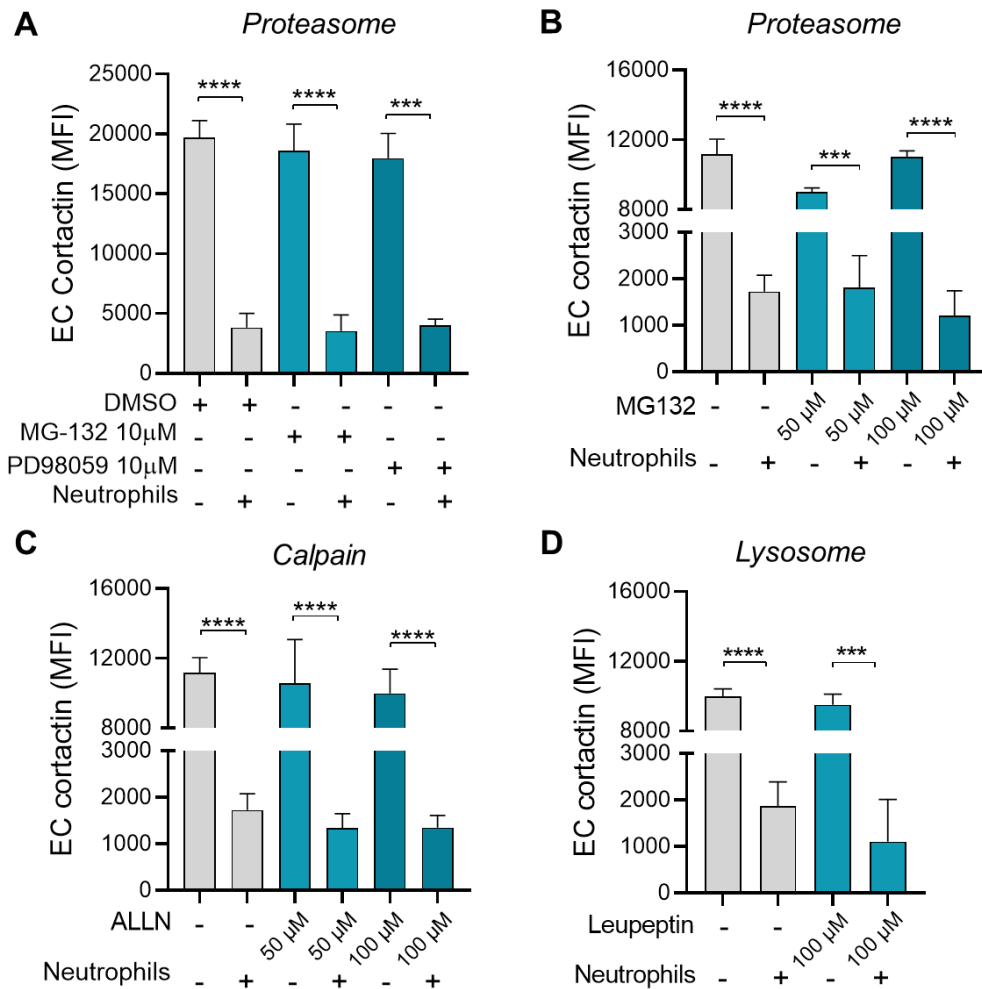 A
Proteasome
EC Cortactin (MFI)
25000
20000
15000
10000
5000
0
**** **** ***
DMSO + + - - - -
MG-132 10μM - - + + - -
PD98059 10μM - - - - + +
Neutrophils - + - + - +
B
Proteasome
EC cortactin (MFI)
16000
12000
8000
3000
2000
1000
0
**** *** ****
MG132 - - 50 μM 50 μM 100 μM 100 μM
Neutrophils - + - + - +
C
Calpain
EC cortactin (MFI)
16000
12000
8000
3000
2000
1000
0
**** **** ****
ALLN - - 50 μM 50 μM 100 μM 100 μM
Neutrophils - + - + - +
D
Lysosome
EC cortactin (MFI)
16000
12000
8000
3000
2000
1000
0
**** ***
Leupeptin - - 100 μM 100 μM
Neutrophils - + - +